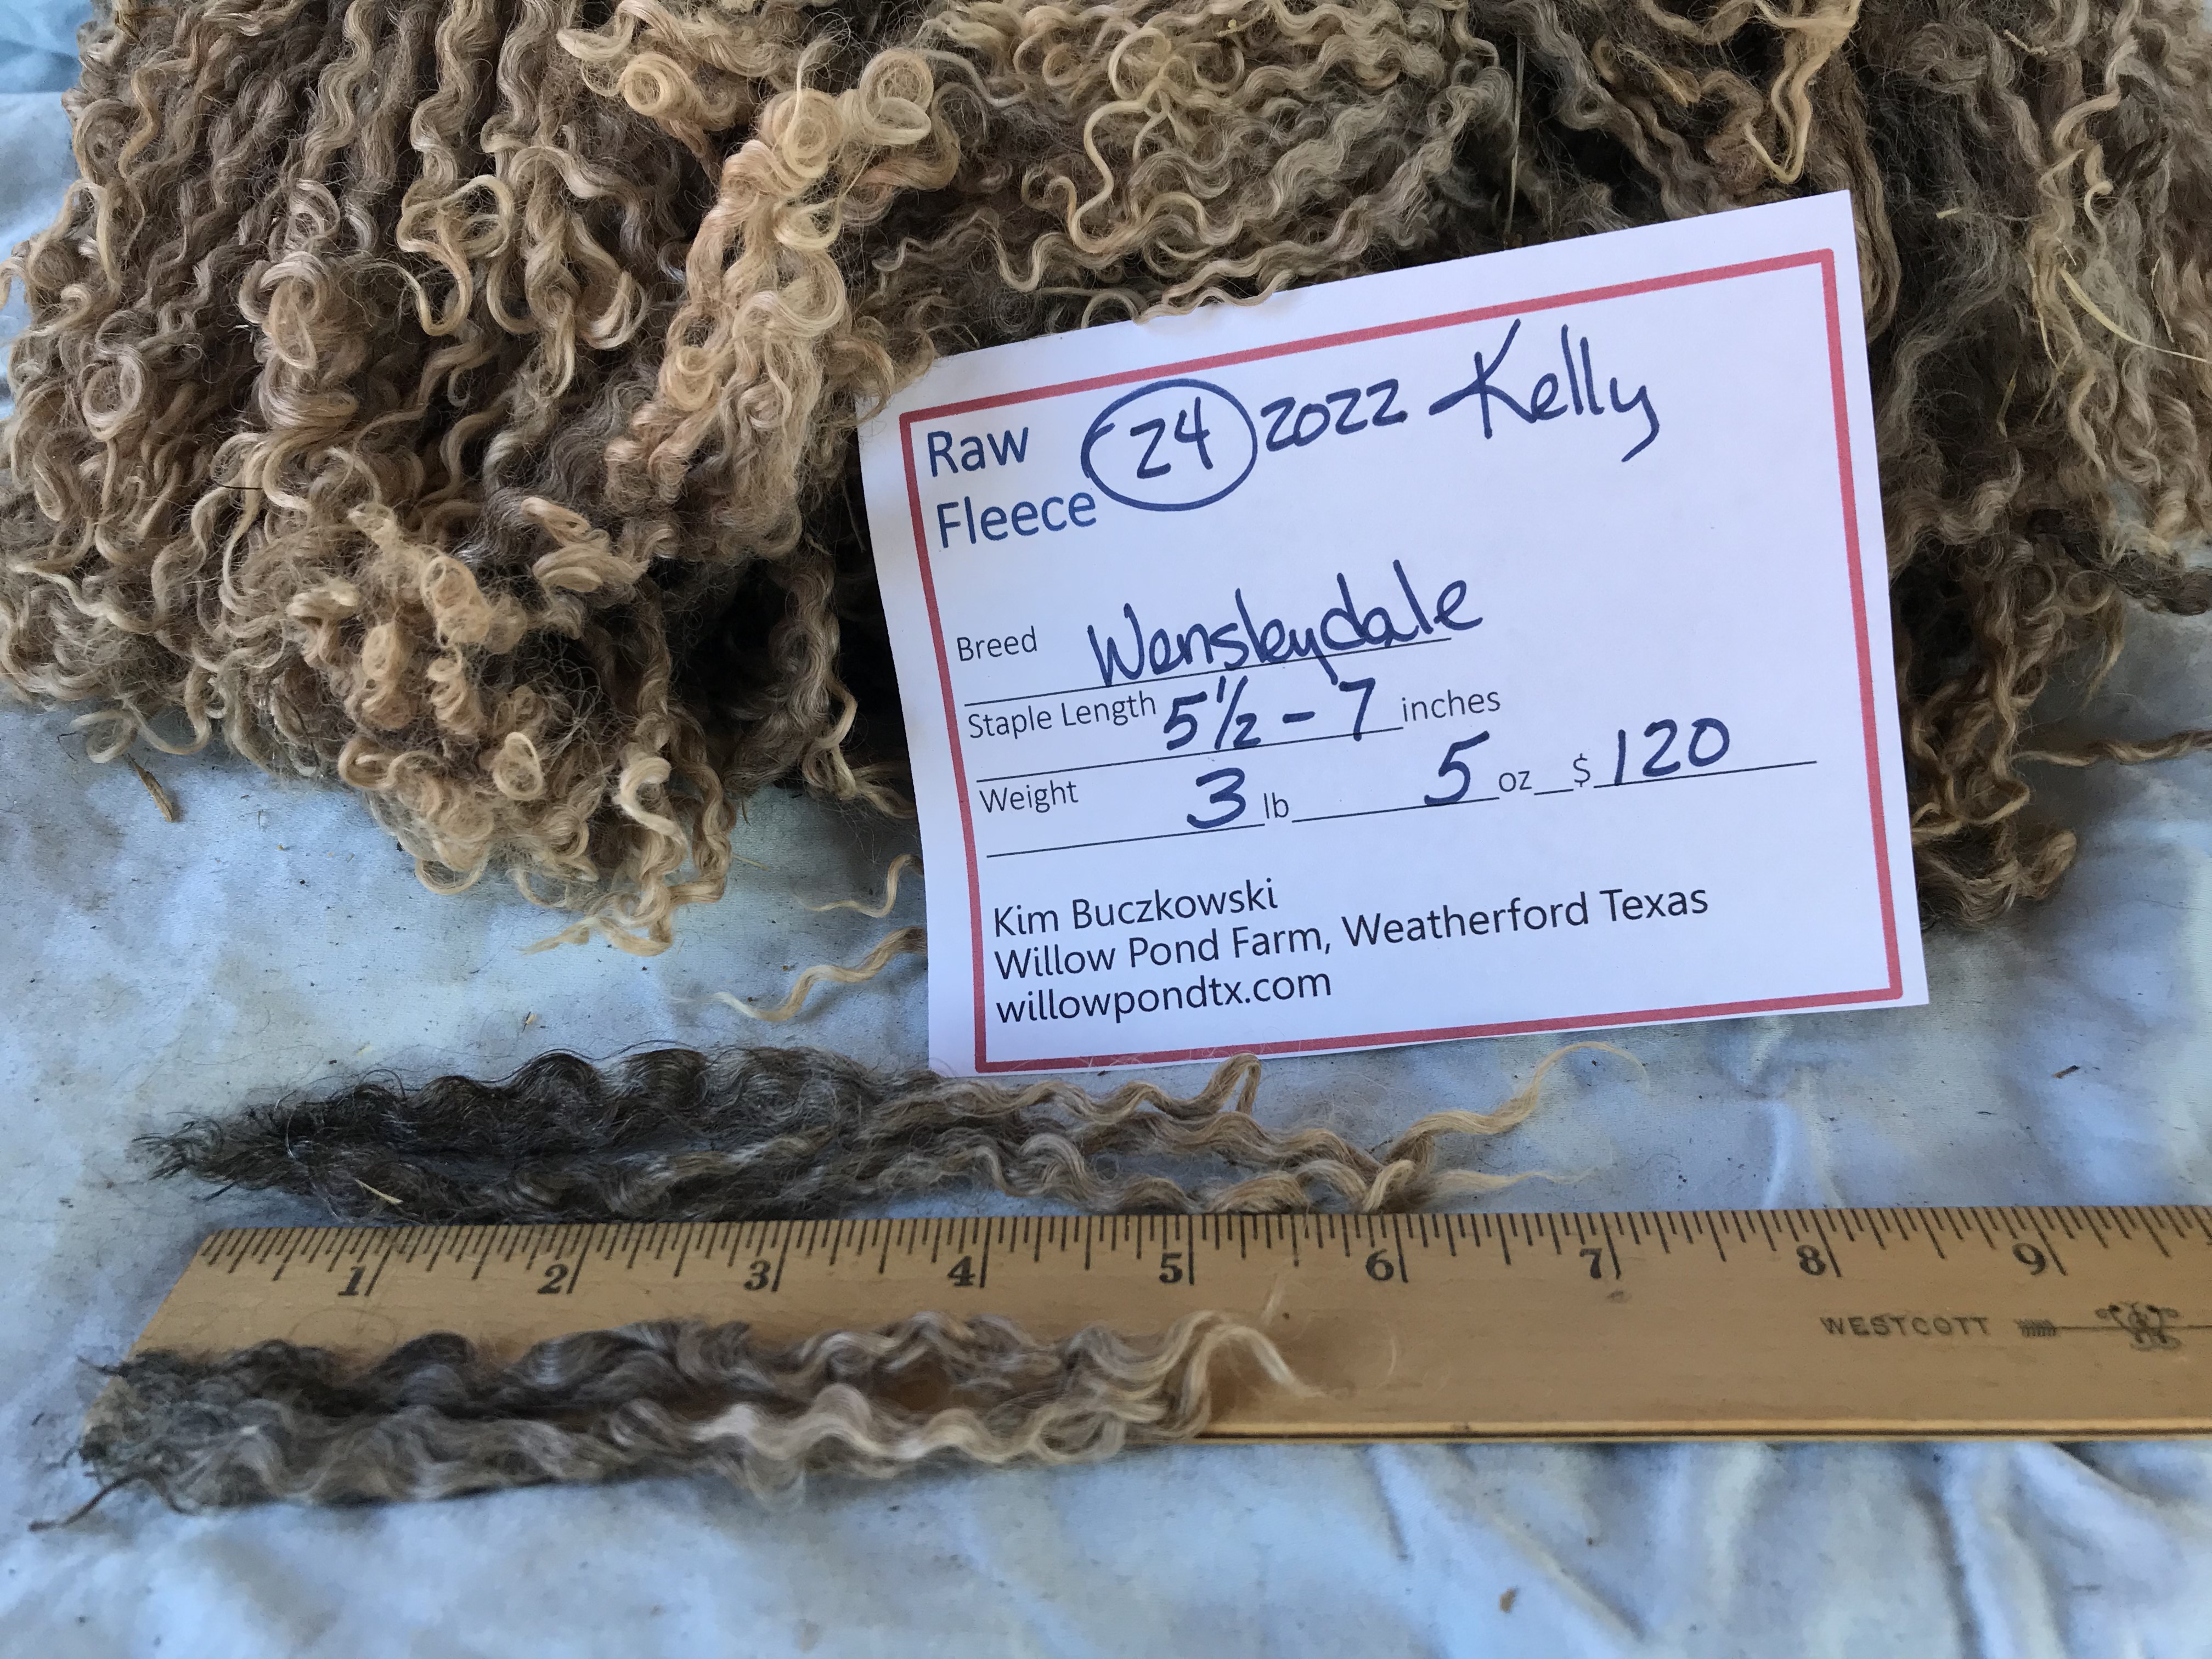 Raw 24 2022 Kelly
Fleece
Breed Wensleydale
Staple Length 5½ - 7 inches
Weight 3 lb 5 oz $ 120
Kim Buczkowski
Willow Pond Farm, Weatherford Texas
willowpondtx.com
1 2 3 4 5 6 7 8 9
WESTCOTT